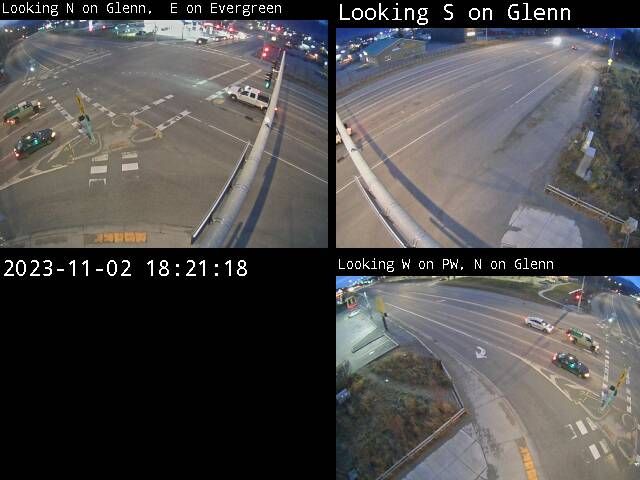 Looking N on Glenn,  E on Evergreen
Looking S on Glenn
2023-11-02 18:21:18
Looking W on PW, N on Glenn